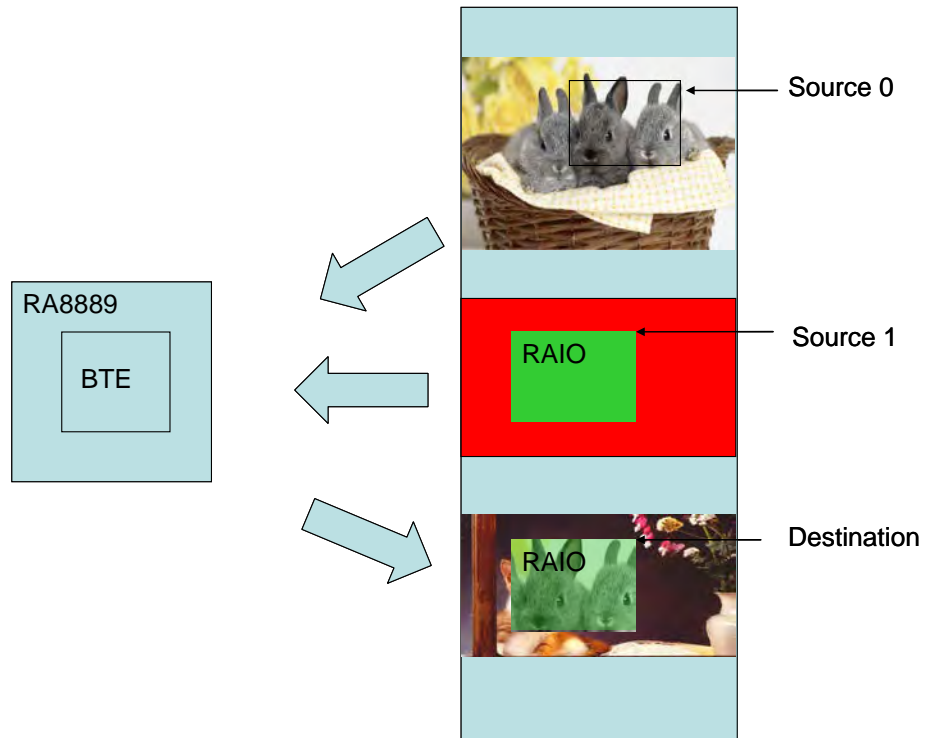 Source 0
RA8889
BTE
RAIO
Source 1
RAIO
Destination